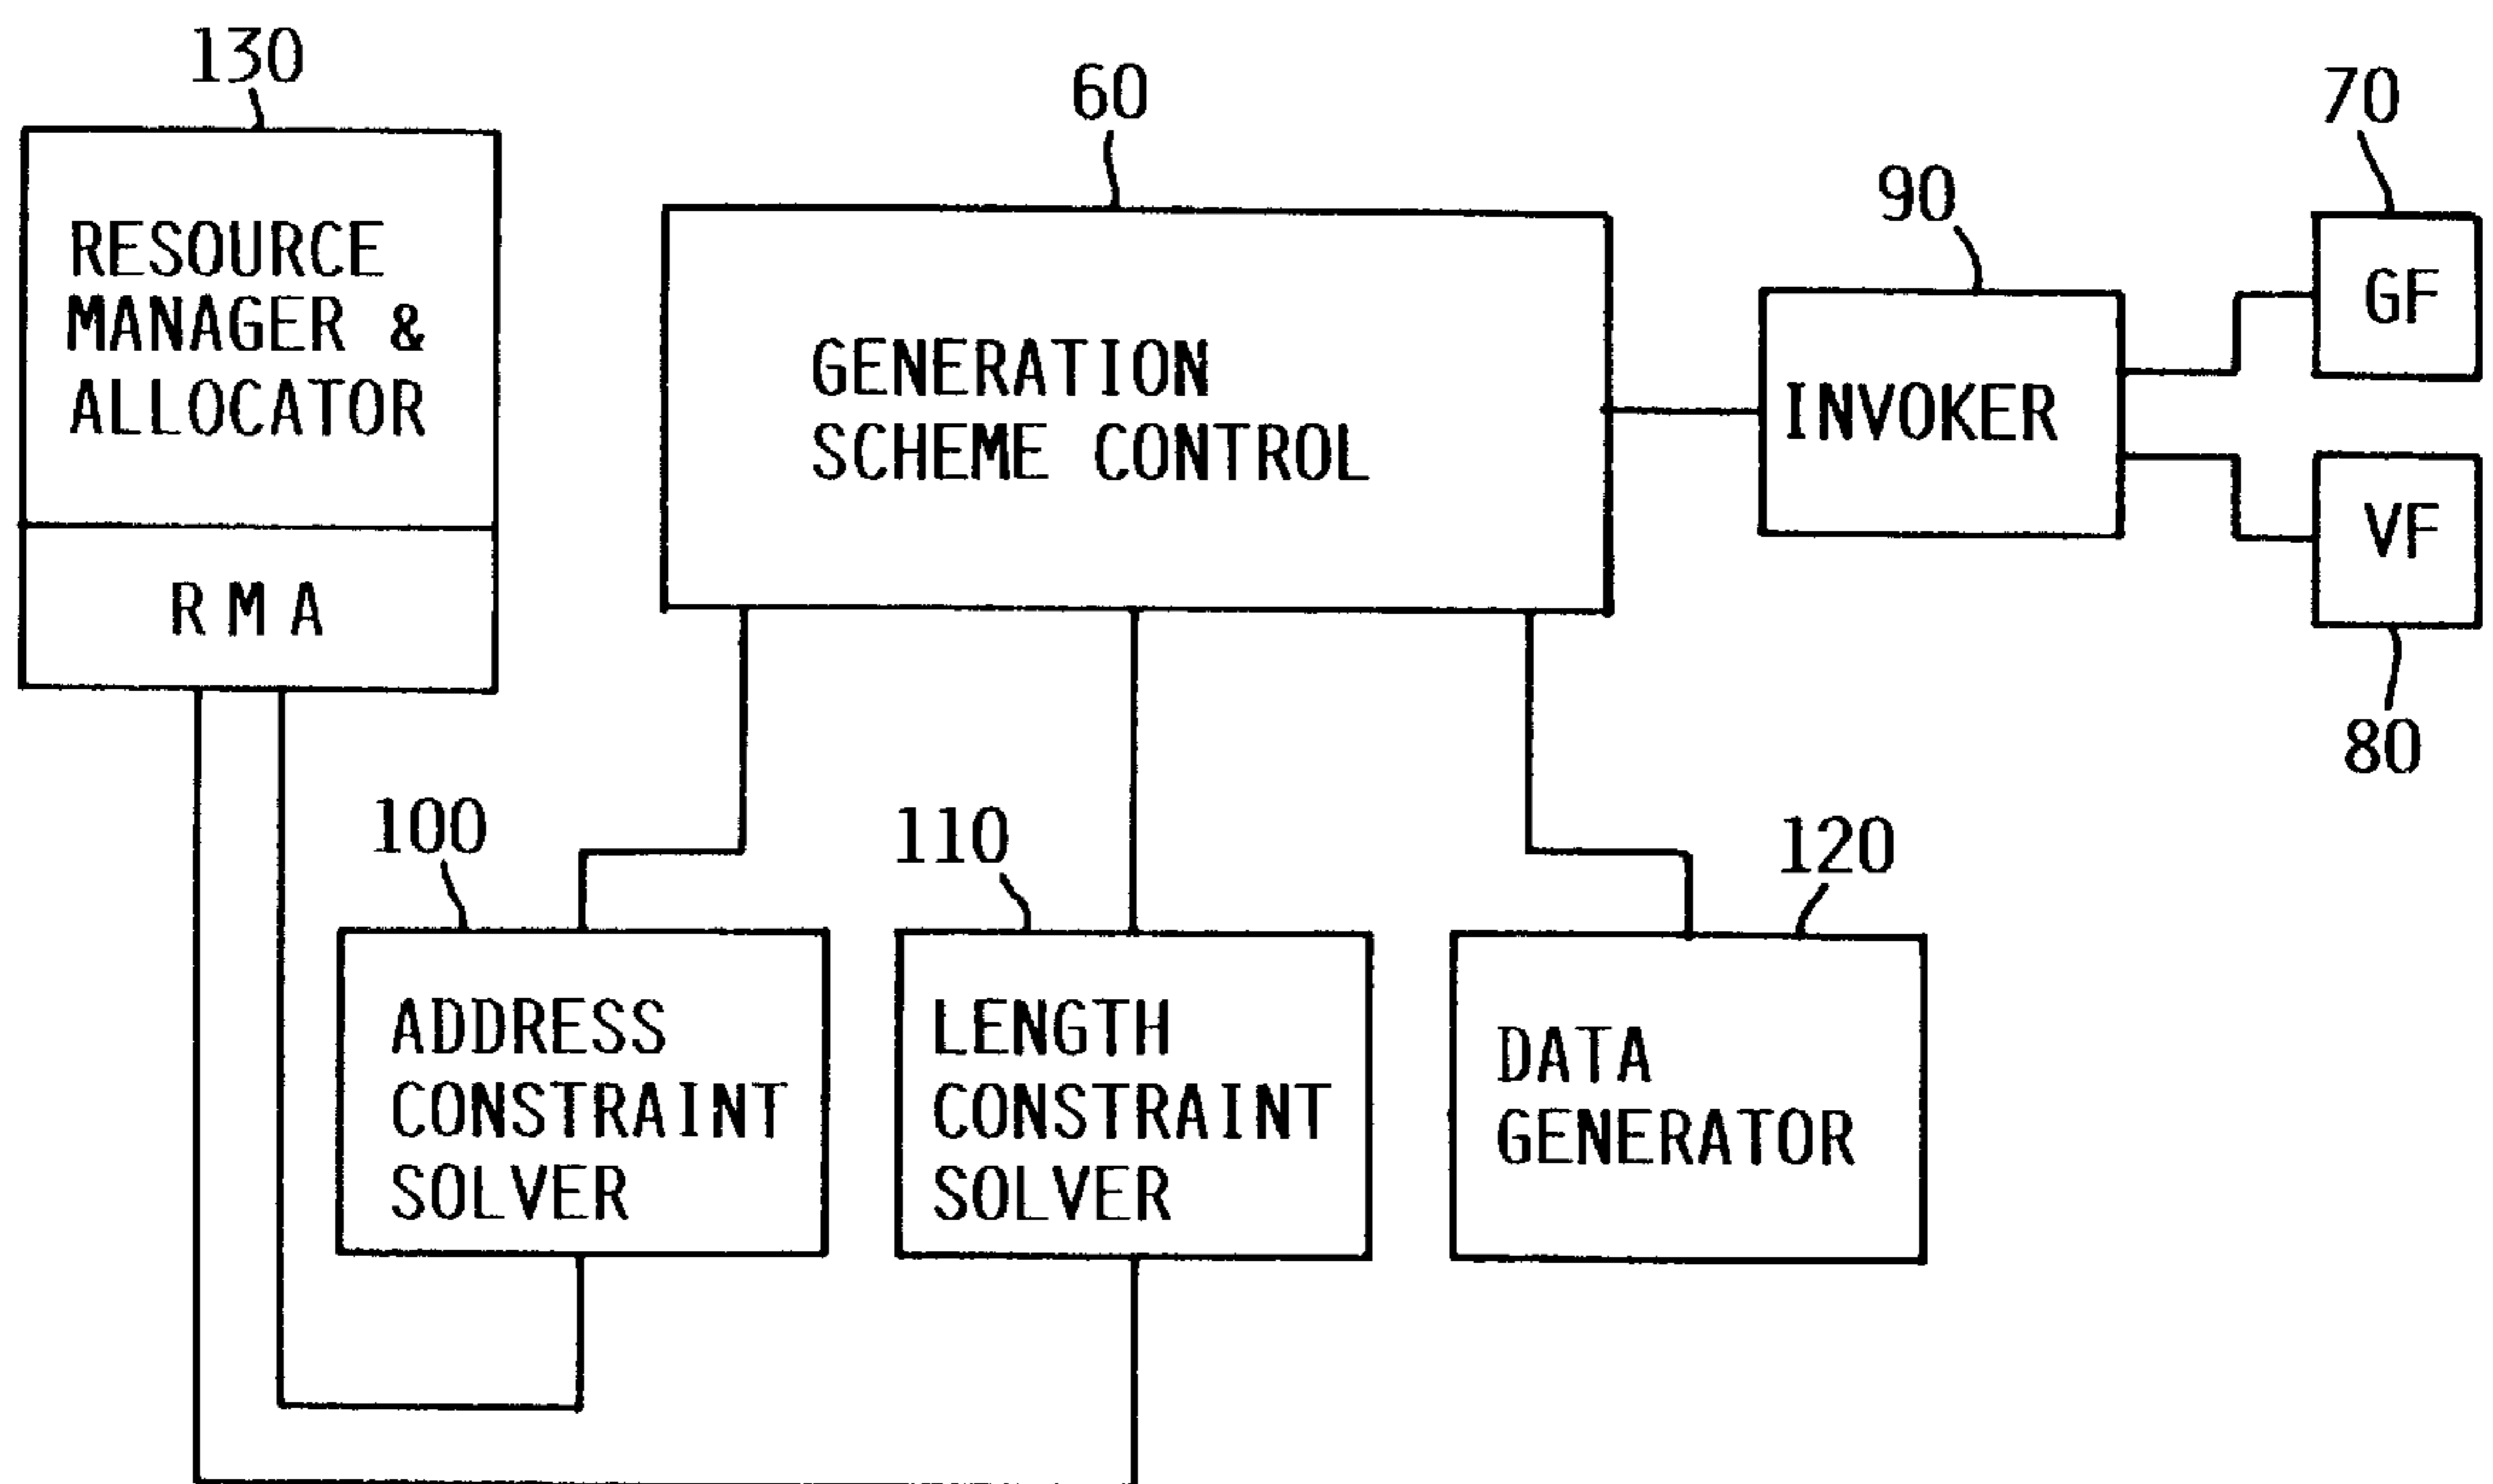 130
RESOURCE
MANAGER &
ALLOCATOR
R M A
60
GENERATION
SCHEME CONTROL
90
INVOKER
70
GF
VF
80
100
ADDRESS
CONSTRAINT
SOLVER
110
LENGTH
CONSTRAINT
SOLVER
120
DATA
GENERATOR